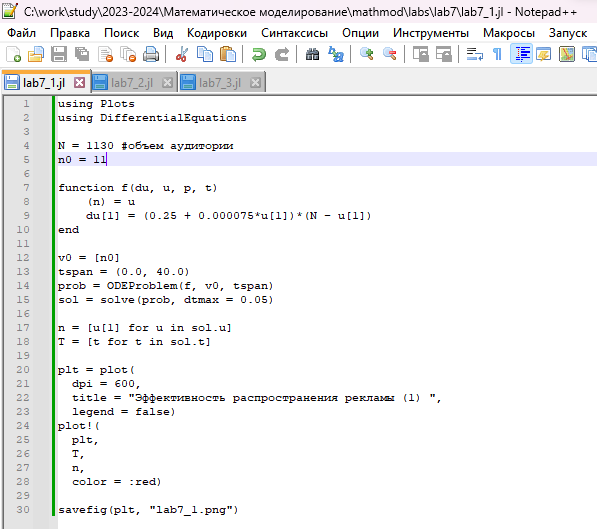 C:\work\study\2023-2024\Математическое моделирование\mathmod\labs\lab7\lab7_1.jl - Notepad++
Файл Правка Поиск Вид Кодировки Синтаксисы Опции Инструменты Макросы Запуск
lab7_1.jl lab7_2.jl lab7_3.jl
1 using Plots
2 using DifferentialEquations
3
4 N = 1130 #объем аудитории
5 n0 = 11
6
7 function f(du, u, p, t)
8 (n) = u
9 du[1] = (0.25 + 0.000075*u[1])*(N - u[1])
10 end
11
12 v0 = [n0]
13 tspan = (0.0, 40.0)
14 prob = ODEProblem(f, v0, tspan)
15 sol = solve(prob, dtmax = 0.05)
16
17 n = [u[1] for u in sol.u]
18 T = [t for t in sol.t]
19
20 plt = plot(
21 dpi = 600,
22 title = "Эффективность распространения рекламы (1) ",
23 legend = false)
24 plot!(
25 plt,
26 T,
27 n,
28 color = :red)
29
30 savefig(plt, "lab7_1.png")